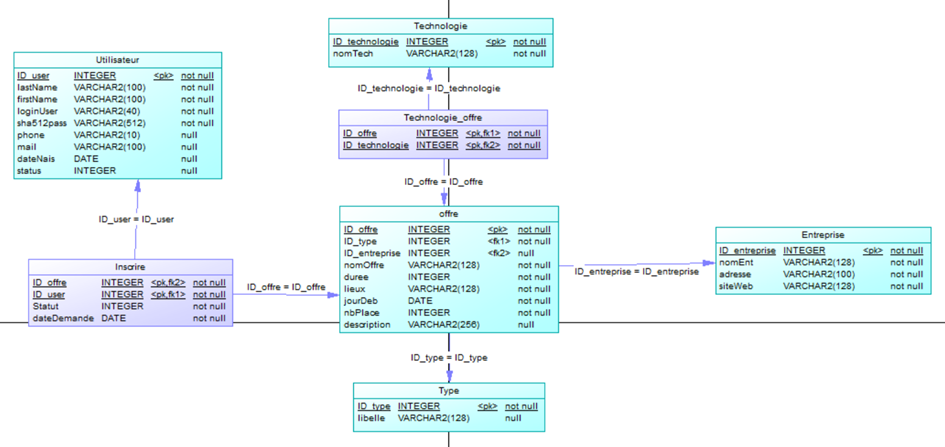 Technologie
ID_technologie INTEGER <pk> not null
nomTech VARCHAR2(128) not null
ID_technologie = ID_technologie
Utilisateur
ID_user INTEGER <pk> not null
lastName VARCHAR2(100) not null
firstName VARCHAR2(100) not null
loginUser VARCHAR2(40) not null
sha512pass VARCHAR2(512) not null
phone VARCHAR2(10) null
mail VARCHAR2(100) null
dateNais DATE null
status INTEGER null
Technologie_offre
ID_offre INTEGER <pk,fk1> not null
ID_technologie INTEGER <pk,fk2> not null
ID_offre = ID_offre
ID_user = ID_user
offre
ID_offre INTEGER <pk> not null
ID_type INTEGER <fk1> not null
ID_entreprise INTEGER <fk2> null
nomOffre VARCHAR2(128) not null
duree INTEGER not null
lieux VARCHAR2(128) not null
jourDeb DATE not null
nbPlace INTEGER not null
description VARCHAR2(256) null
Entreprise
ID_entreprise INTEGER <pk> not null
nomEnt VARCHAR2(128) not null
adresse VARCHAR2(100) not null
siteWeb VARCHAR2(128) not null
ID_entreprise = ID_entreprise
Inscrire
ID_offre INTEGER <pk,fk2> not null
ID_user INTEGER <pk,fk1> not null
Statut INTEGER not null
dateDemande DATE not null
ID_offre = ID_offre
ID_type = ID_type
Type
ID_type INTEGER <pk> not null
libelle VARCHAR2(128) null